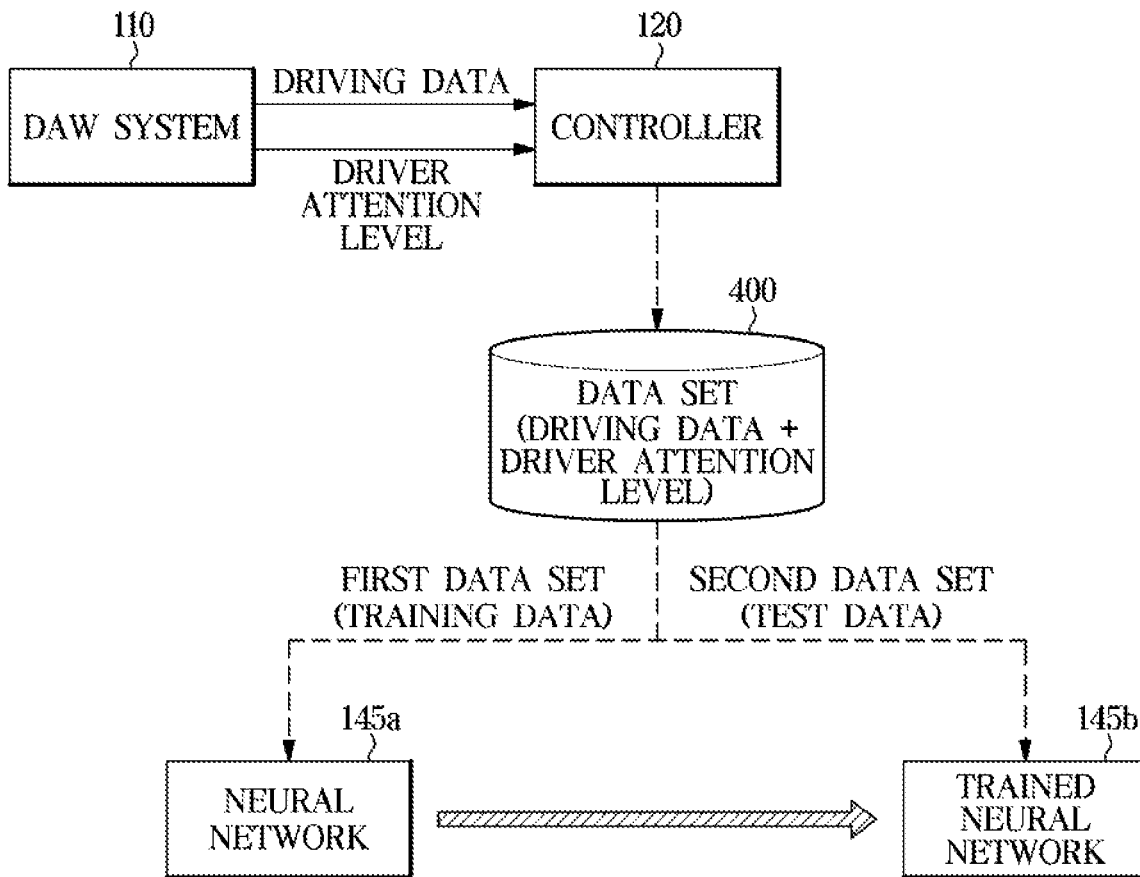 110
120
DAW SYSTEM
DRIVING DATA
DRIVER
ATTENTION
LEVEL
CONTROLLER
400
DATA SET
(DRIVING DATA +
DRIVER ATTENTION
LEVEL)
FIRST DATA SET
(TRAINING DATA)
SECOND DATA SET
(TEST DATA)
145a
145b
NEURAL
NETWORK
TRAINED
NEURAL
NETWORK